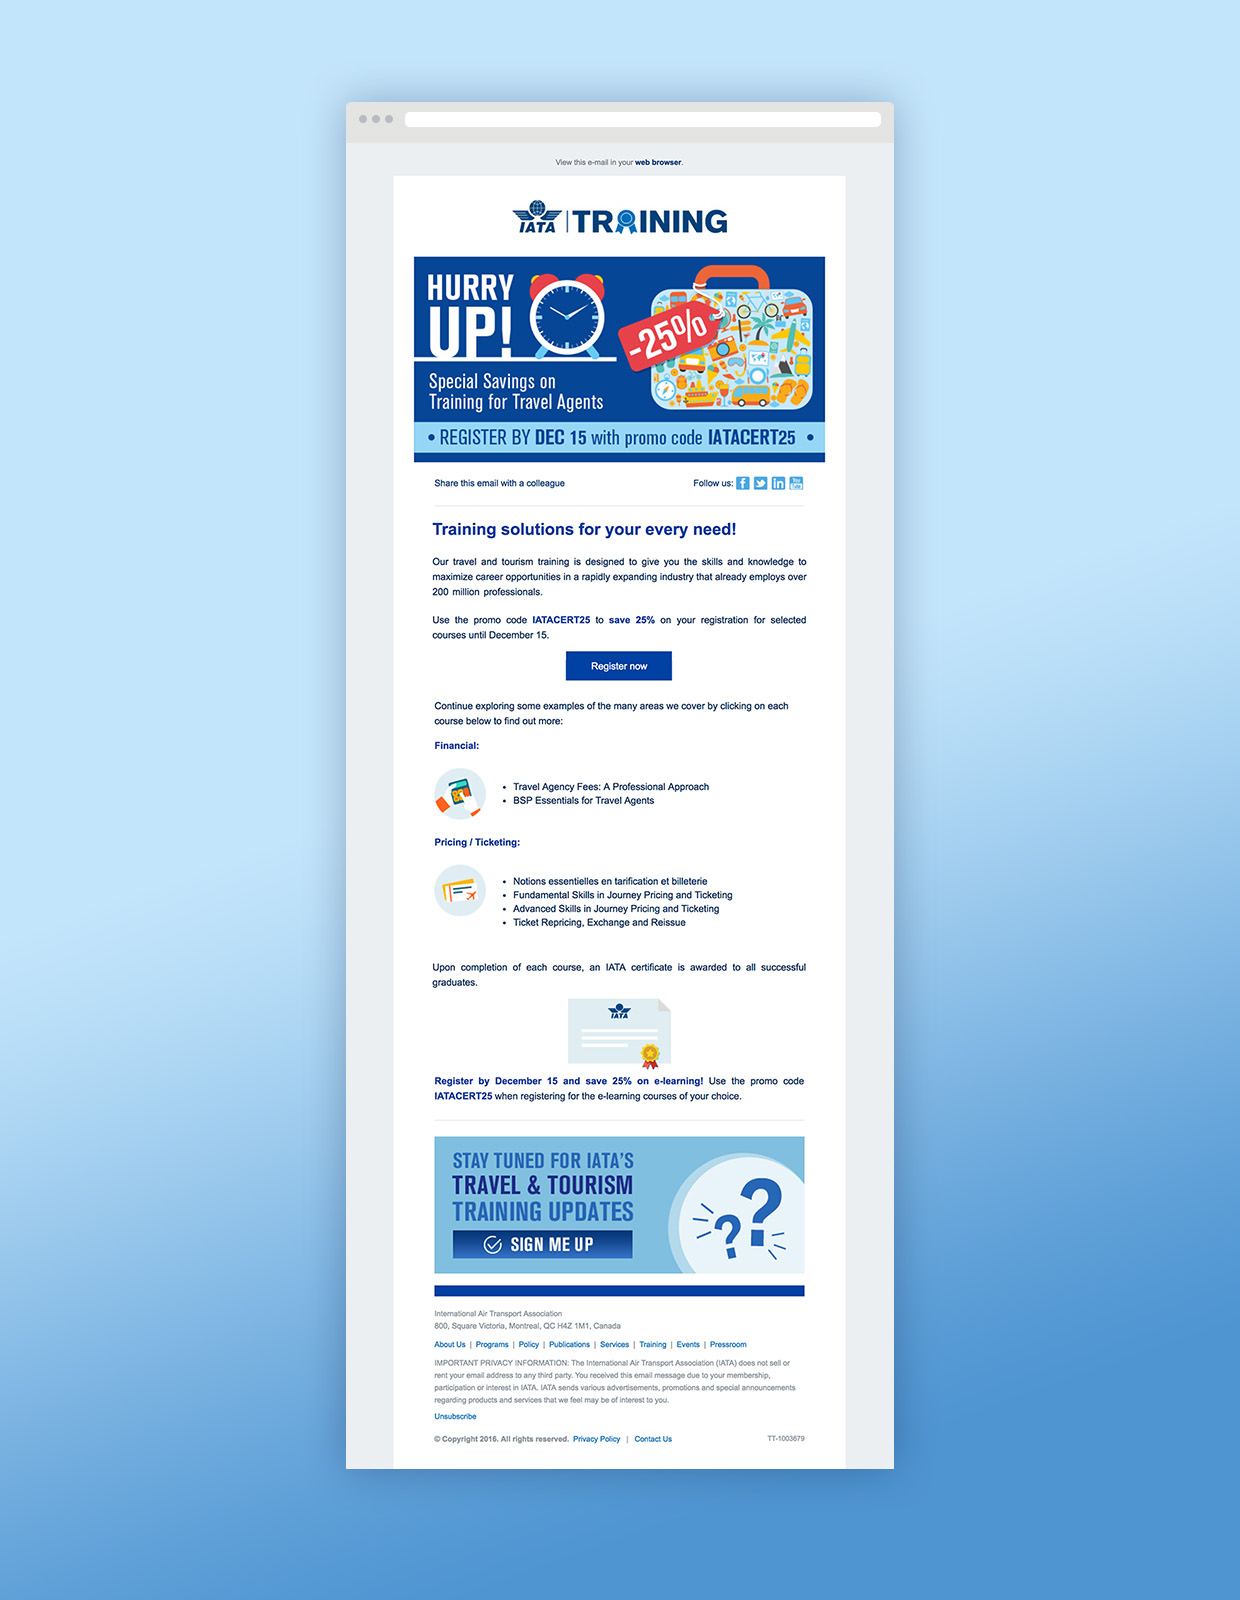 View this e-mail in your web browser.
IATA | TRAINING
HURRY
UP!
-25%
Special Savings on
Training for Travel Agents
• REGISTER BY DEC 15 with promo code IATACERT25 •
Share this email with a colleague
Follow us: f in You Tube
Training solutions for your every need!
Our travel and tourism training is designed to give you the skills and knowledge to
maximize career opportunities in a rapidly expanding industry that already employs over
200 million professionals.
Use the promo code IATACERT25 to save 25% on your registration for selected
courses until December 15.
Register now
Continue exploring some examples of the many areas we cover by clicking on each
course below to find out more:
Financial:
• Travel Agency Fees: A Professional Approach
• BSP Essentials for Travel Agents
Pricing / Ticketing:
• Notions essentielles en tarification et billeterie
• Fundamental Skills in Journey Pricing and Ticketing
• Advanced Skills in Journey Pricing and Ticketing
• Ticket Repricing, Exchange and Reissue
Upon completion of each course, an IATA certificate is awarded to all successful
graduates.
IATA
Register by December 15 and save 25% on e-learning! Use the promo code
IATACERT25 when registering for the e-learning courses of your choice.
STAY TUNED FOR IATA'S
TRAVEL & TOURISM
TRAINING UPDATES
SIGN ME UP
? ?
International Air Transport Association
800, Square Victoria, Montreal, QC H4Z 1M1, Canada
About Us | Programs | Policy | Publications | Services | Training | Events | Pressroom
IMPORTANT PRIVACY INFORMATION: The International Air Transport Association (IATA) does not sell or
rent your email address to any third party. You received this email message due to your membership,
participation or interest in IATA. IATA sends various advertisements, promotions and special announcements
regarding products and services that we feel may be of interest to you.
Unsubscribe
© Copyright 2016. All rights reserved. Privacy Policy | Contact Us
TT-1003679